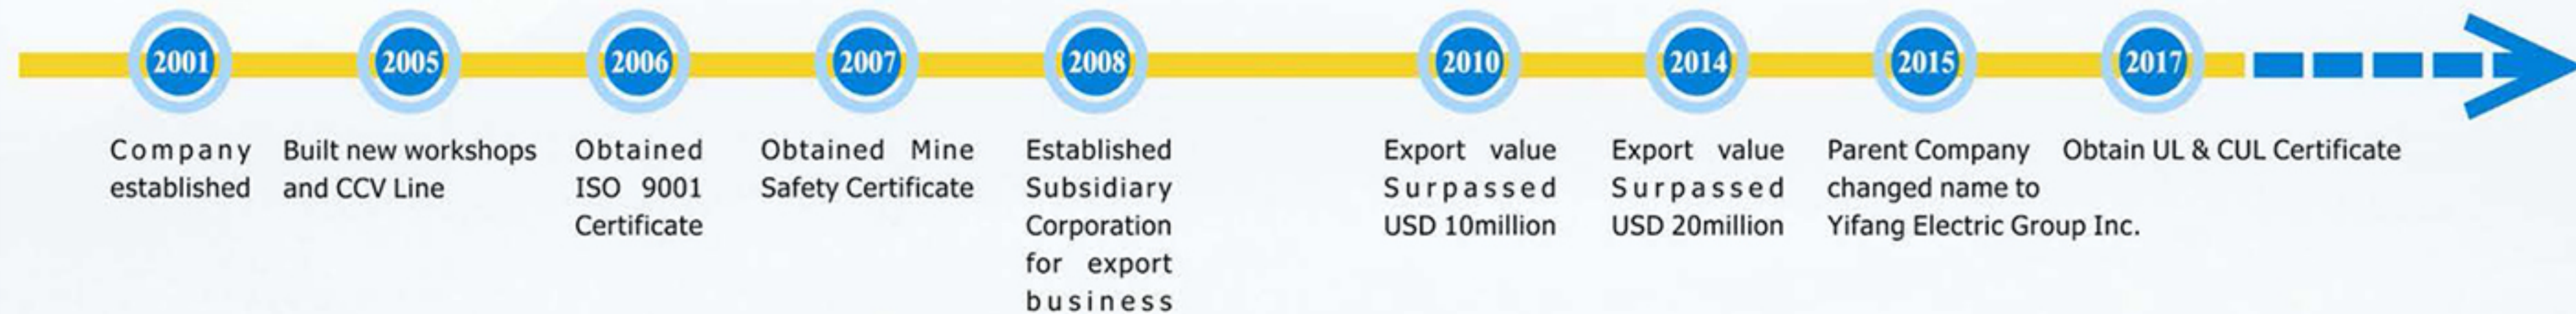 2001
Company
established
2005
Built new workshops
and CCV Line
2006
Obtained
ISO 9001
Certificate
2007
Obtained Mine
Safety Certificate
2008
Established
Subsidiary
Corporation
for export
business
2010
Export value
Surpassed
USD 10million
2014
Export value
Surpassed
USD 20million
2015
Parent Company
changed name to
Yifang Electric Group Inc.
2017
Obtain UL & CUL Certificate